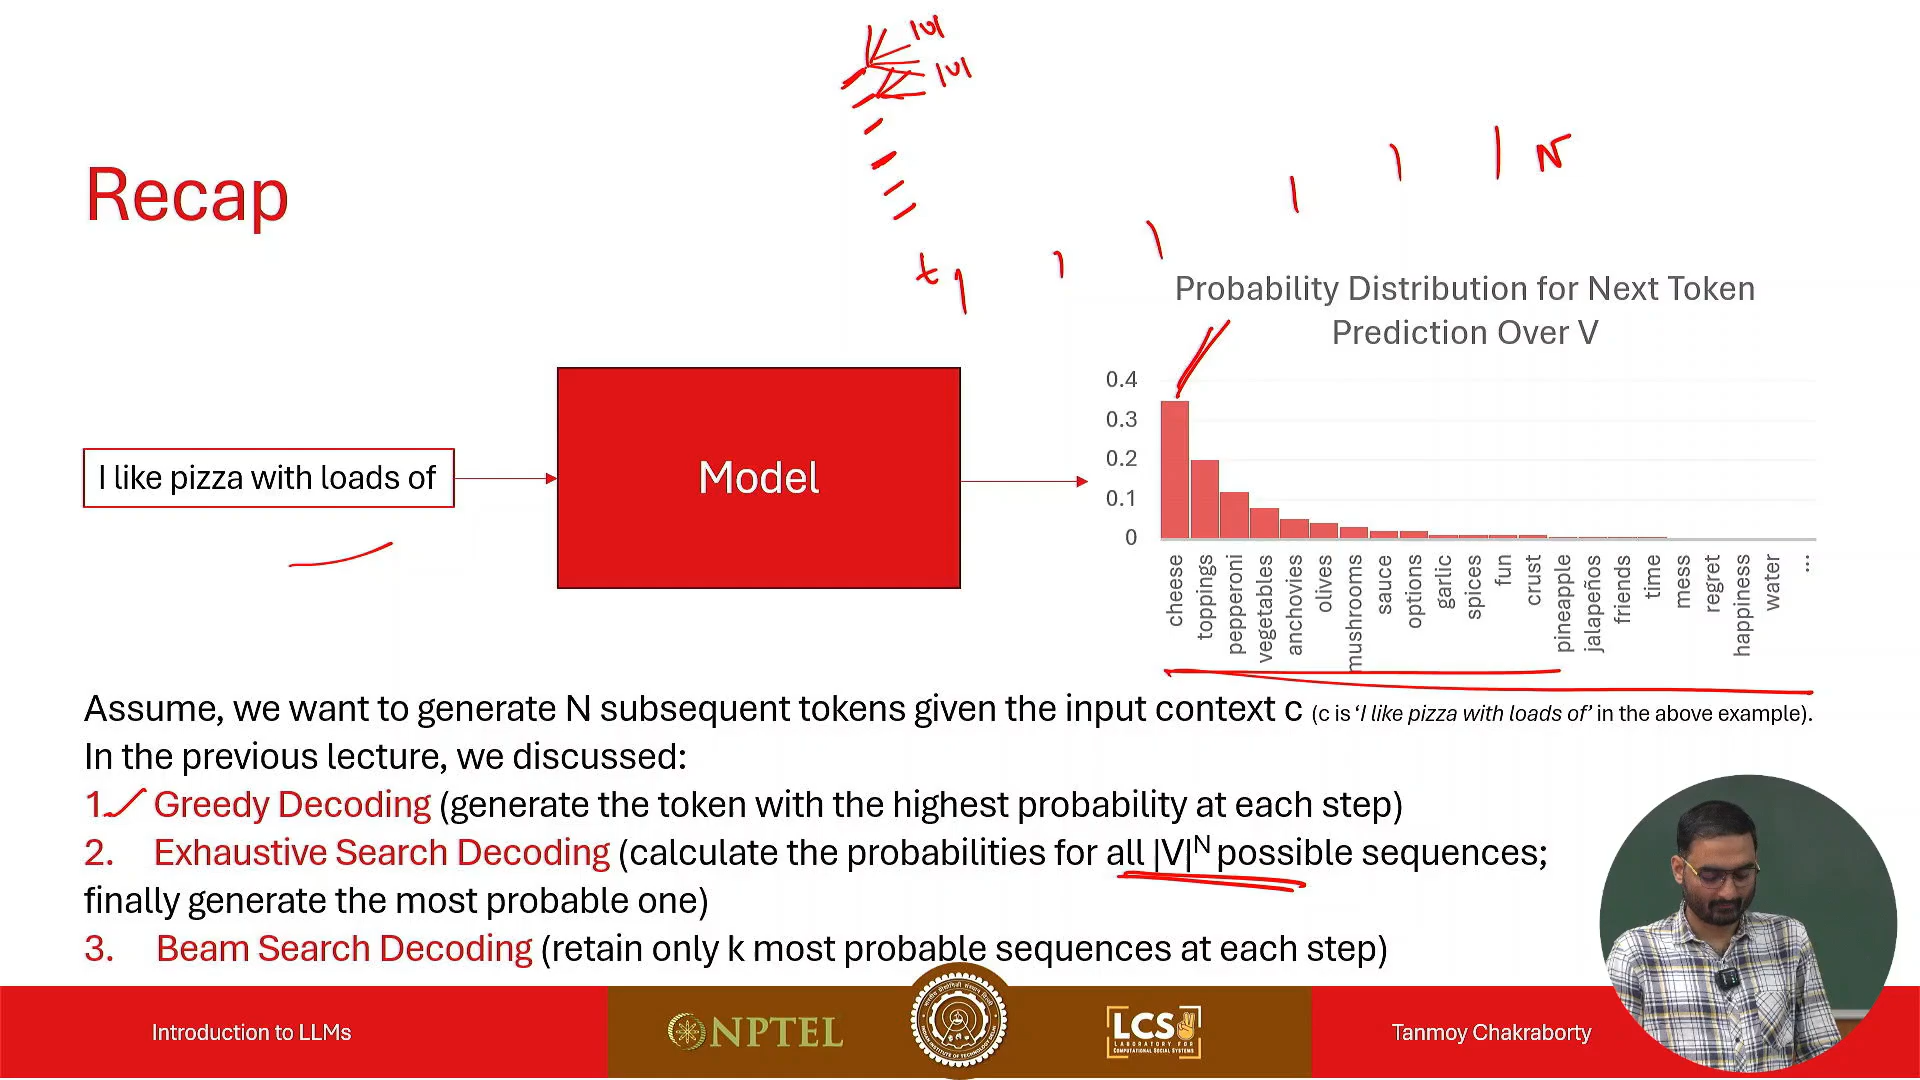 |V|
|V|
t₁
N
Recap
Probability Distribution for Next Token
Prediction Over V
0.4
0.3
0.2
0.1
0
cheese
toppings
pepperoni
vegetables
anchovies
olives
mushrooms
sauce
options
garlic
spices
fun
crust
pineapple
jalapeños
friends
time
mess
regret
happiness
water
...
I like pizza with loads of
Model
Assume, we want to generate N subsequent tokens given the input context c (c is ‘I like pizza with loads of’ in the above example).
In the previous lecture, we discussed:
1. Greedy Decoding (generate the token with the highest probability at each step)
2. Exhaustive Search Decoding (calculate the probabilities for all |V|ᴺ possible sequences;
finally generate the most probable one)
3. Beam Search Decoding (retain only k most probable sequences at each step)
Introduction to LLMs
NPTEL
LCS
LABORATORY FOR
COMPUTATIONAL SOCIAL SYSTEMS
Tanmoy Chakraborty